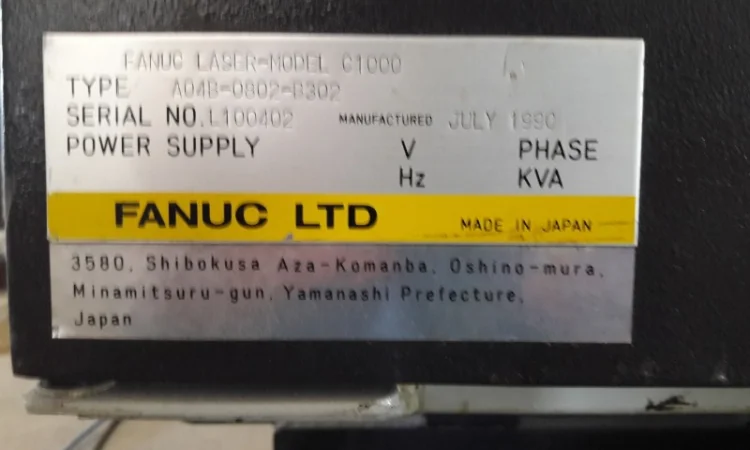 FANUC LASER-MODEL C1000
TYPE A04B-0802-B302
SERIAL NO. L100402 MANUFACTURED JULY 1990
POWER SUPPLY V PHASE
Hz KVA
FANUC LTD MADE IN JAPAN
3580, Shibokusa Aza-Komanba, Oshino-mura,
Minamitsuru-gun, Yamanashi Prefecture,
Japan